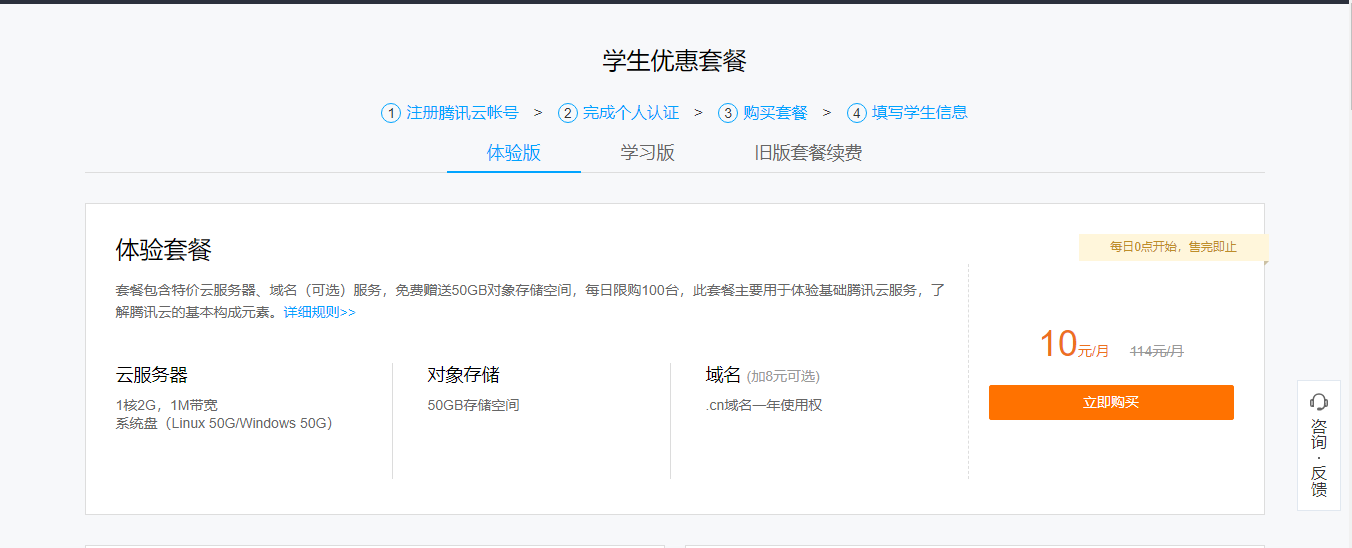 学生优惠套餐
1 注册腾讯云帐号 > 2 完成个人认证 > 3 购买套餐 > 4 填写学生信息
体验版 学习版 旧版套餐续费
体验套餐
每日0点开始，售完即止
套餐包含特价云服务器、域名（可选）服务，免费赠送50GB对象存储空间，每日限购100台，此套餐主要用于体验基础腾讯云服务，了
解腾讯云的基本构成元素。详细规则>>
10元/月 114元/月
立即购买
云服务器
1核2G，1M带宽
系统盘（Linux 50G/Windows 50G）
对象存储
50GB存储空间
域名 (加8元可选)
.cn域名一年使用权
咨询·反馈